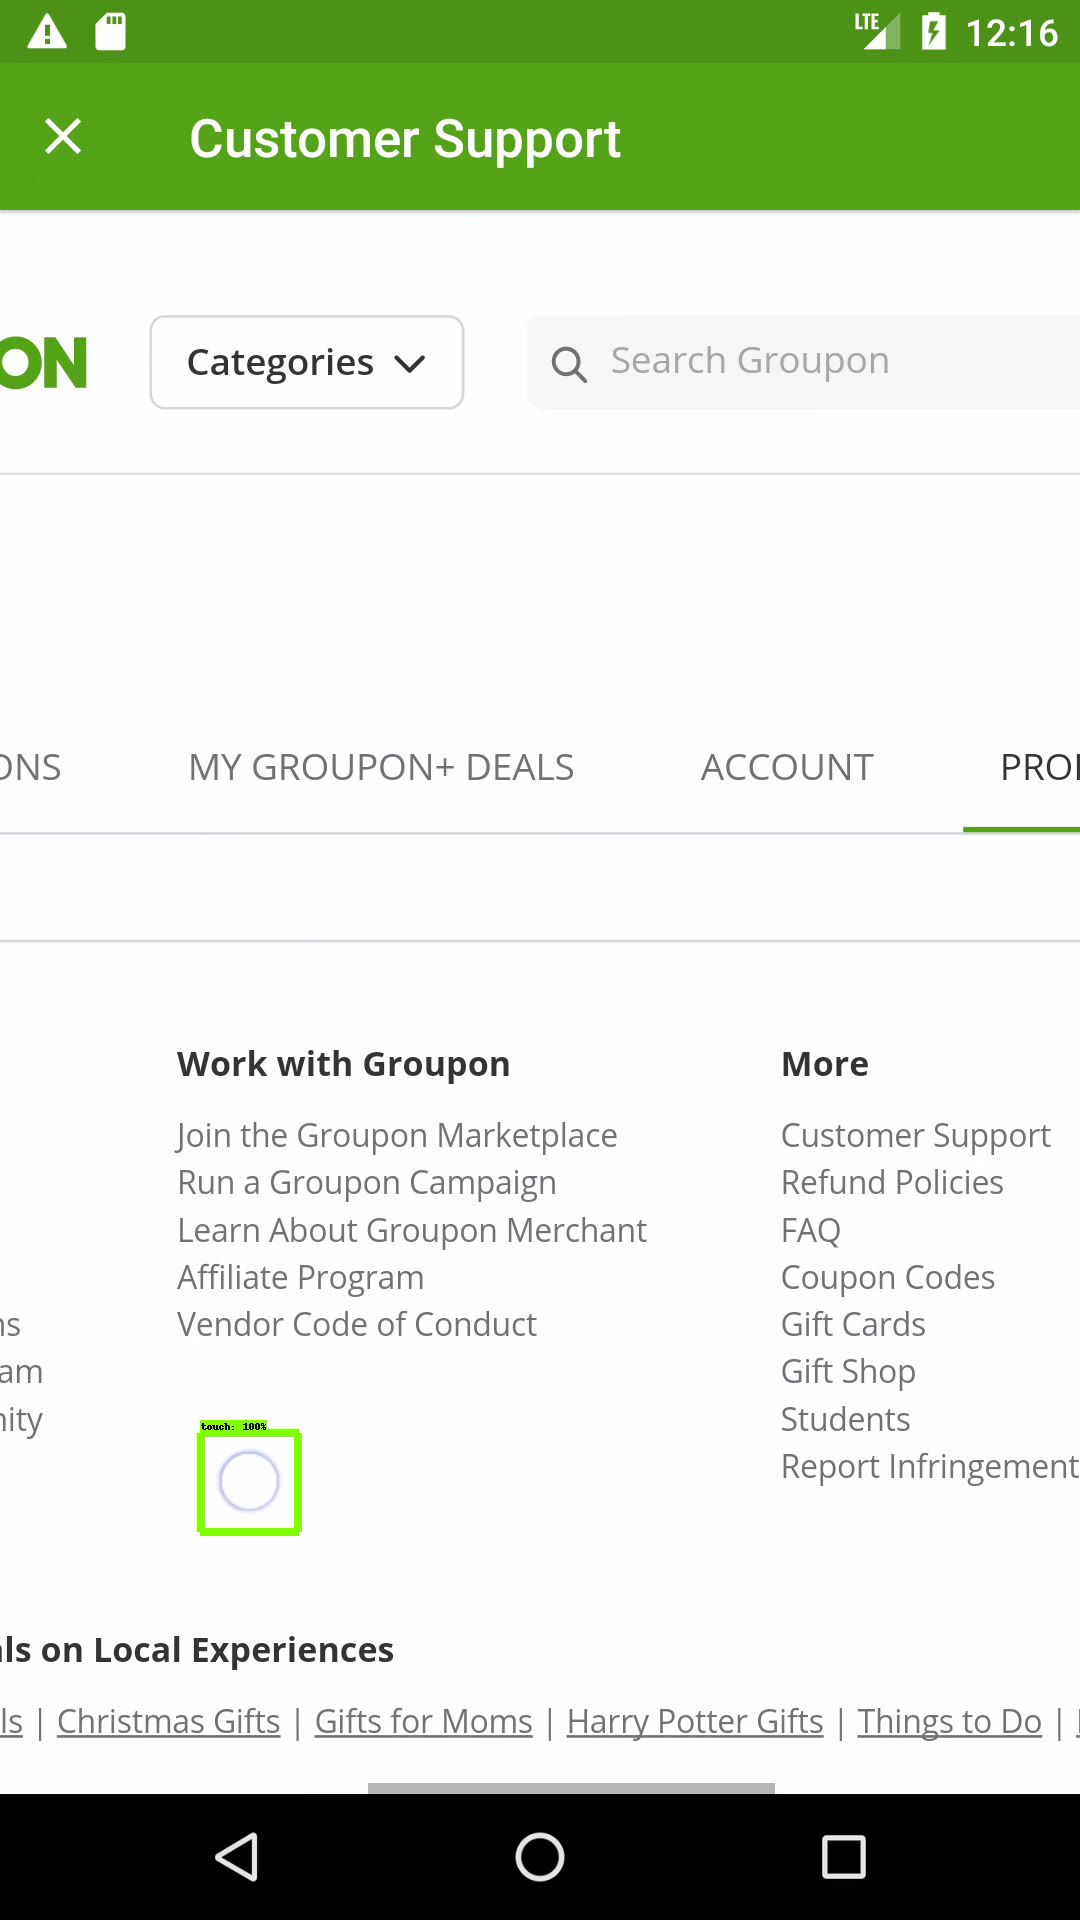 LTE 12:16
Customer Support
ON
Categories
Search Groupon
ONS MY GROUPON+ DEALS ACCOUNT
Work with Groupon
Join the Groupon Marketplace
Run a Groupon Campaign
Learn About Groupon Merchant
Affiliate Program
Vendor Code of Conduct
More
Customer Support
Refund Policies
FAQ
Coupon Codes
Gift Cards
Gift Shop
Students
Report Infringement
ns
am
nity
touch: 100%
als on Local Experiences
ls | Christmas Gifts | Gifts for Moms | Harry Potter Gifts | Things to Do |